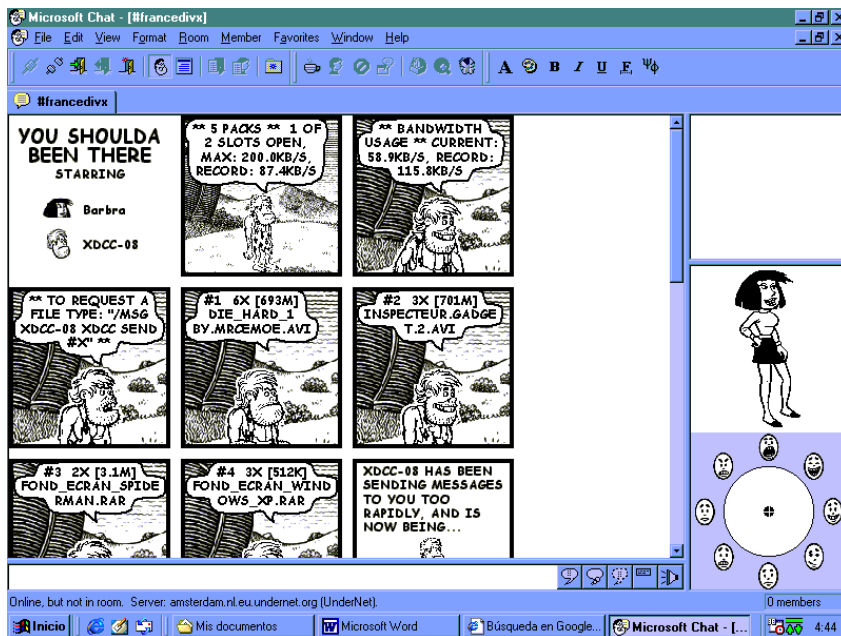 Microsoft Chat - [#francedivx]
File Edit View Format Room Member Favorites Window Help
A B I U F Ψφ
#francedivx
YOU SHOULDA
BEEN THERE
STARRING
Barbra
XDCC-08
** 5 PACKS ** 1 OF
2 SLOTS OPEN,
MAX: 200.0KB/S,
RECORD: 87.4KB/S
** BANDWIDTH
USAGE ** CURRENT:
58.9KB/S, RECORD:
115.8KB/S
** TO REQUEST A
FILE TYPE: "/MSG
XDCC-08 XDCC SEND
#X" **
#1 6X [693M]
DIE_HARD_1
BY.MRCEMOE.AVI
#2 3X [701M]
INSPECTEUR.GADGE
T.2.AVI
#3 2X [3.1M]
FOND_ECRAN_SPIDE
RMAN.RAR
#4 3X [512K]
FOND_ECRAN_WIND
OWS_XP.RAR
XDCC-08 HAS BEEN
SENDING MESSAGES
TO YOU TOO
RAPIDLY, AND IS
NOW BEING...
Online, but not in room. Server: amsterdam.nl.eu.undernet.org (UnderNet).
0 members
Inicio
Mis documentos
Microsoft Word
Búsqueda en Google...
Microsoft Chat - [...
4:44